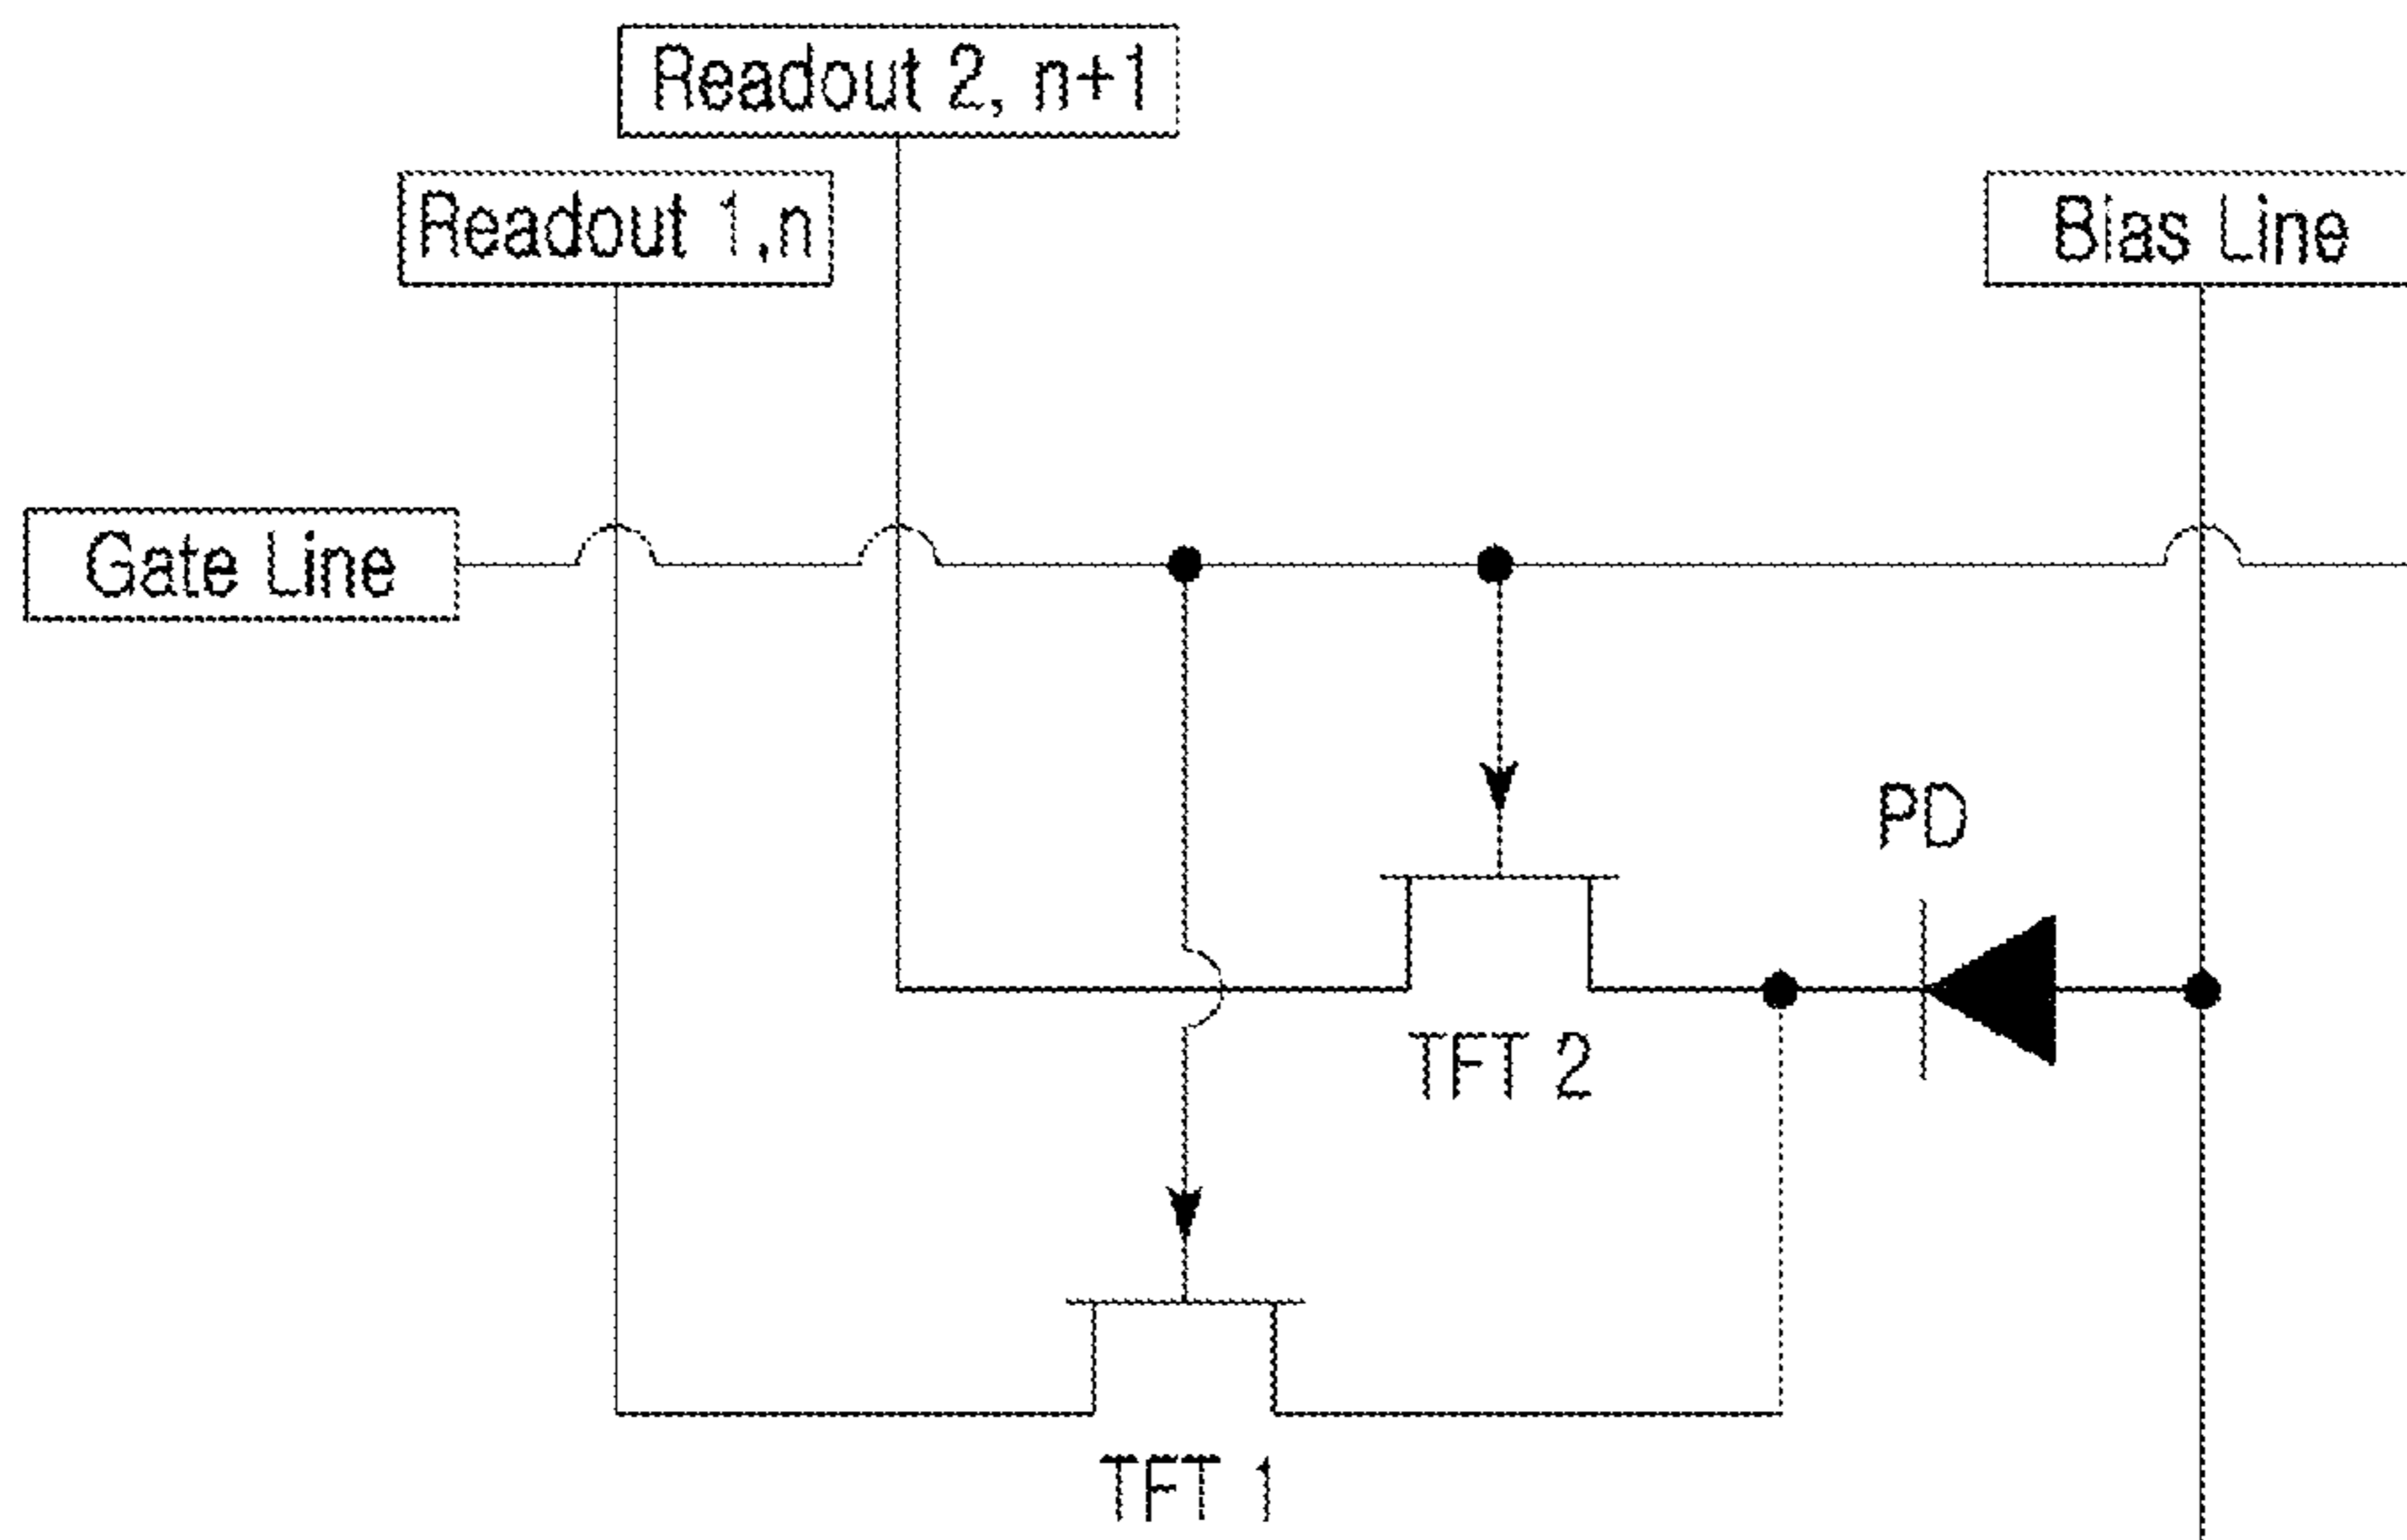 Readout 2, n+1
Readout 1,n
Bias Line
Gate Line
PD
TFT 2
TFT 1